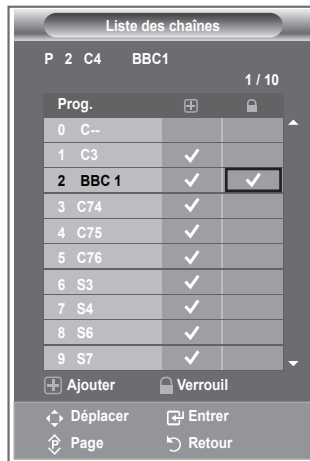 Liste des chaînes
P 2 C4 BBC1
1 / 10
Prog.
0 C--
1 C3
2 BBC 1
3 C74
4 C75
5 C76
6 S3
7 S4
8 S6
9 S7
Ajouter Verrouil
Déplacer Entrer
P Page Retour